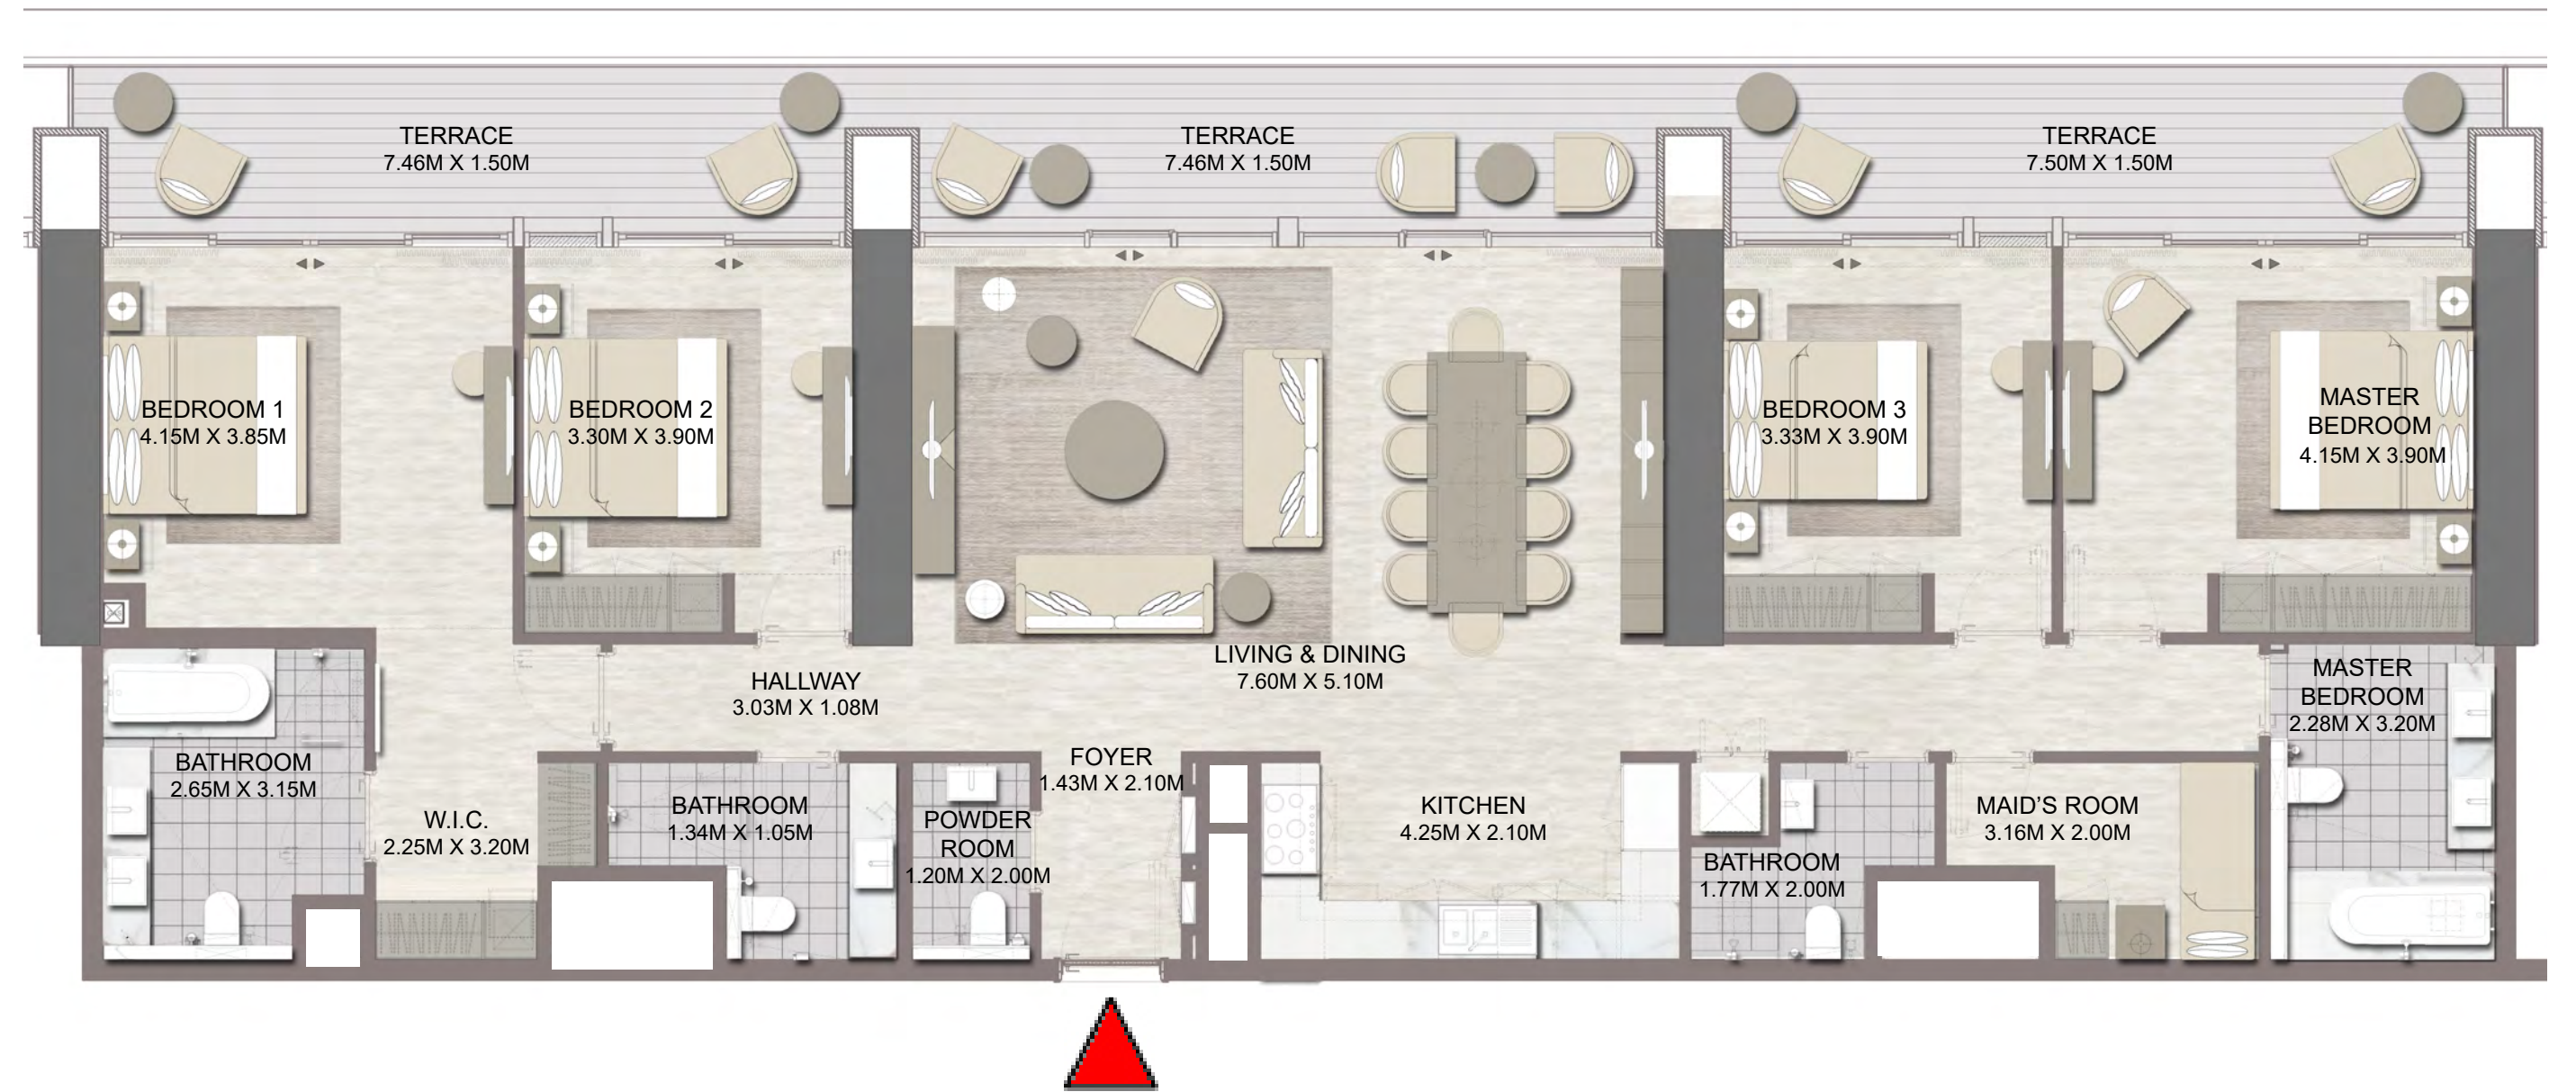 TERRACE
7.46M X 1.50M
TERRACE
7.46M X 1.50M
TERRACE
7.50M X 1.50M
BEDROOM 1
4.15M X 3.85M
BEDROOM 2
3.30M X 3.90M
BEDROOM 3
3.33M X 3.90M
MASTER
BEDROOM
4.15M X 3.90M
LIVING & DINING
7.60M X 5.10M
HALLWAY
3.03M X 1.08M
MASTER
BEDROOM
2.28M X 3.20M
BATHROOM
2.65M X 3.15M
W.I.C.
2.25M X 3.20M
BATHROOM
1.34M X 1.05M
POWDER
ROOM
1.20M X 2.00M
FOYER
1.43M X 2.10M
KITCHEN
4.25M X 2.10M
BATHROOM
1.77M X 2.00M
MAID'S ROOM
3.16M X 2.00M